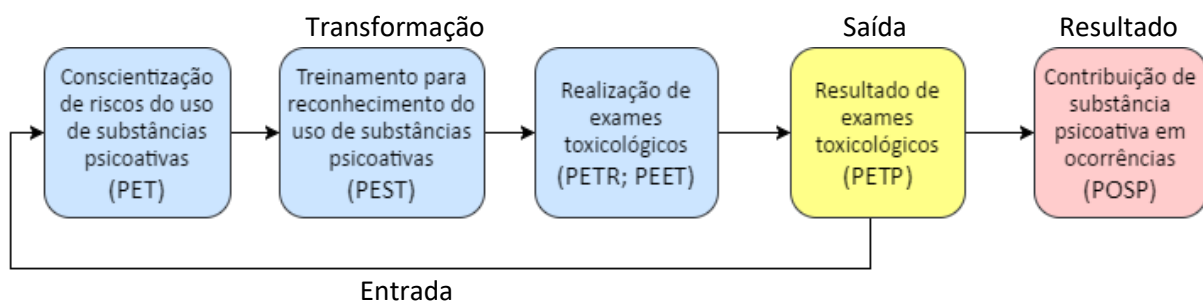 Transformação
Saída
Resultado
Conscientização
de riscos do uso
de substâncias
psicoativas
(PET)
Treinamento para
reconhecimento do
uso de substâncias
psicoativas
(PEST)
Realização de
exames
toxicológicos
(PETR; PEET)
Resultado de
exames
toxicológicos
(PETP)
Contribuição de
substância
psicoativa em
ocorrências
(POSP)
Entrada